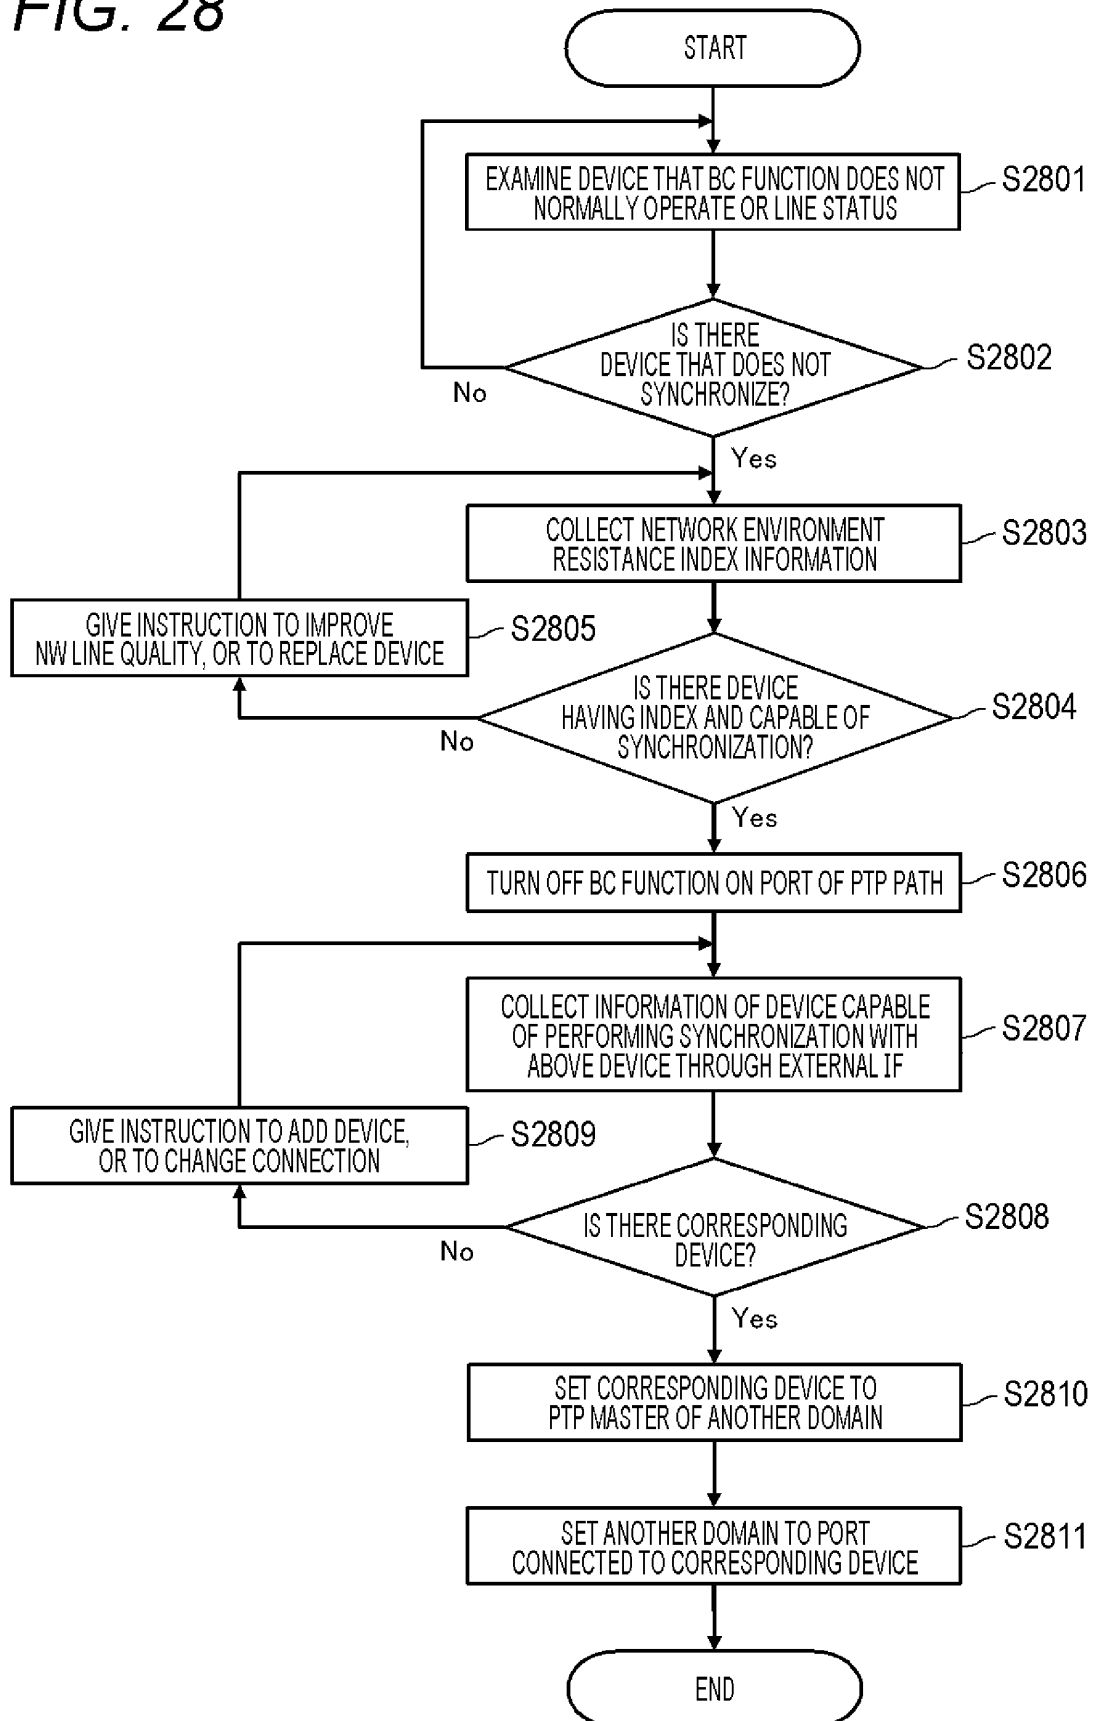 FIG. 28
START
EXAMINE DEVICE THAT BC FUNCTION DOES NOT
NORMALLY OPERATE OR LINE STATUS
S2801
IS THERE
DEVICE THAT DOES NOT
SYNCHRONIZE?
S2802
No
Yes
COLLECT NETWORK ENVIRONMENT
RESISTANCE INDEX INFORMATION
S2803
GIVE INSTRUCTION TO IMPROVE
NW LINE QUALITY, OR TO REPLACE DEVICE
S2805
IS THERE DEVICE
HAVING INDEX AND CAPABLE OF
SYNCHRONIZATION?
S2804
No
Yes
TURN OFF BC FUNCTION ON PORT OF PTP PATH
S2806
COLLECT INFORMATION OF DEVICE CAPABLE
OF PERFORMING SYNCHRONIZATION WITH
ABOVE DEVICE THROUGH EXTERNAL IF
S2807
GIVE INSTRUCTION TO ADD DEVICE,
OR TO CHANGE CONNECTION
S2809
IS THERE CORRESPONDING
DEVICE?
S2808
No
Yes
SET CORRESPONDING DEVICE TO
PTP MASTER OF ANOTHER DOMAIN
S2810
SET ANOTHER DOMAIN TO PORT
CONNECTED TO CORRESPONDING DEVICE
S2811
END